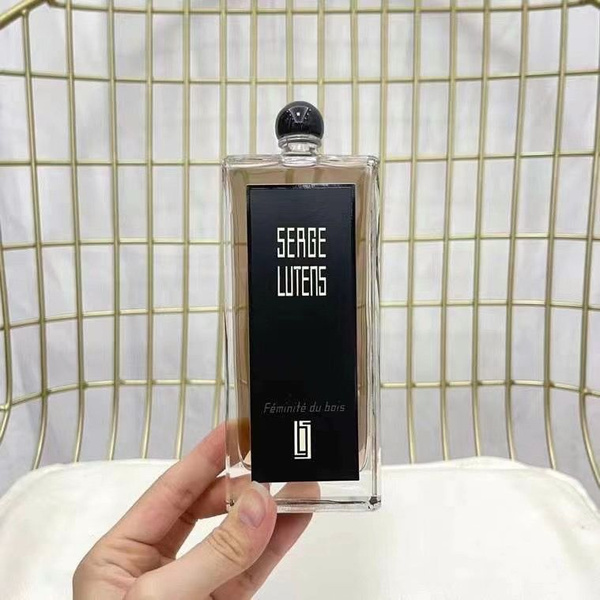 SERGE
LUTENS
Féminité du bois